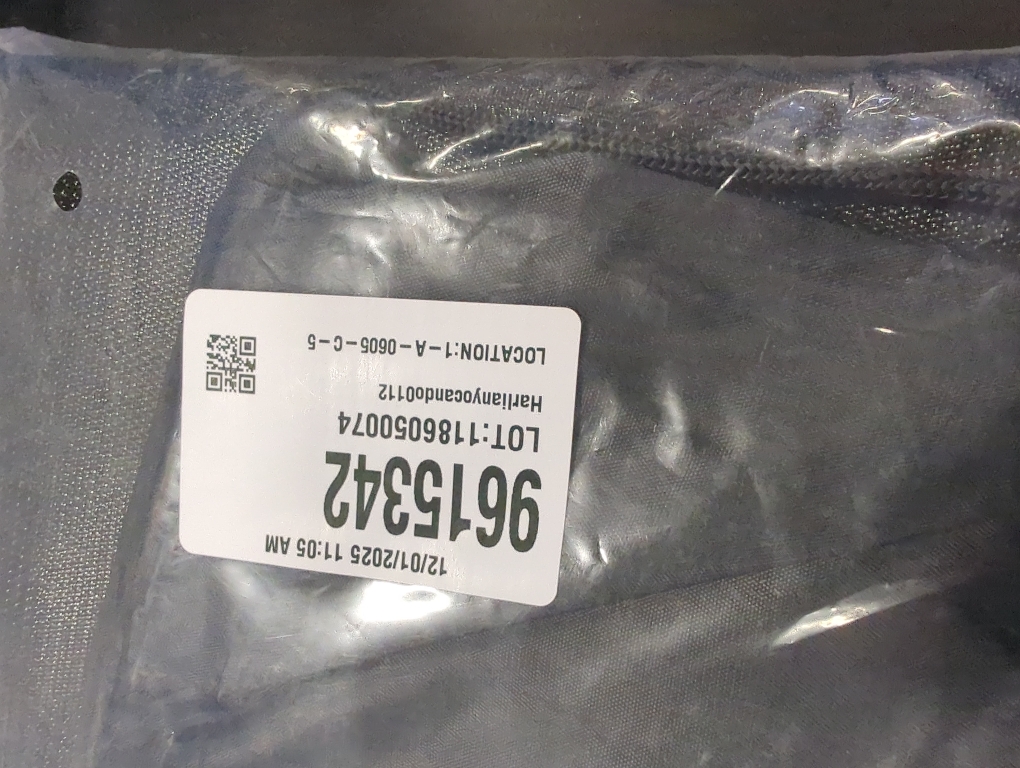 12/01/2025 11:05 AM
9615342
LOT:1186050074
Harlianyocando0112
LOCATION:1-A-0605-C-5